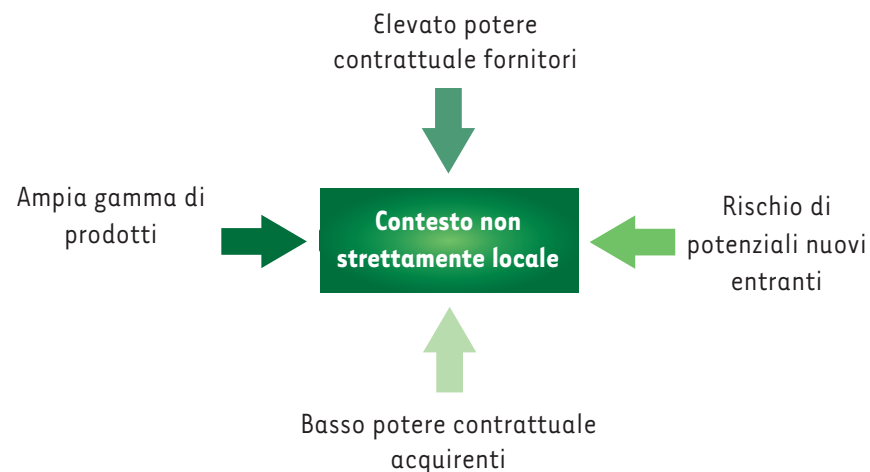 Elevato potere
contrattuale fornitori
Ampia gamma di
prodotti
Contesto non
strettamente locale
Rischio di
potenziali nuovi
entranti
Basso potere contrattuale
acquirenti